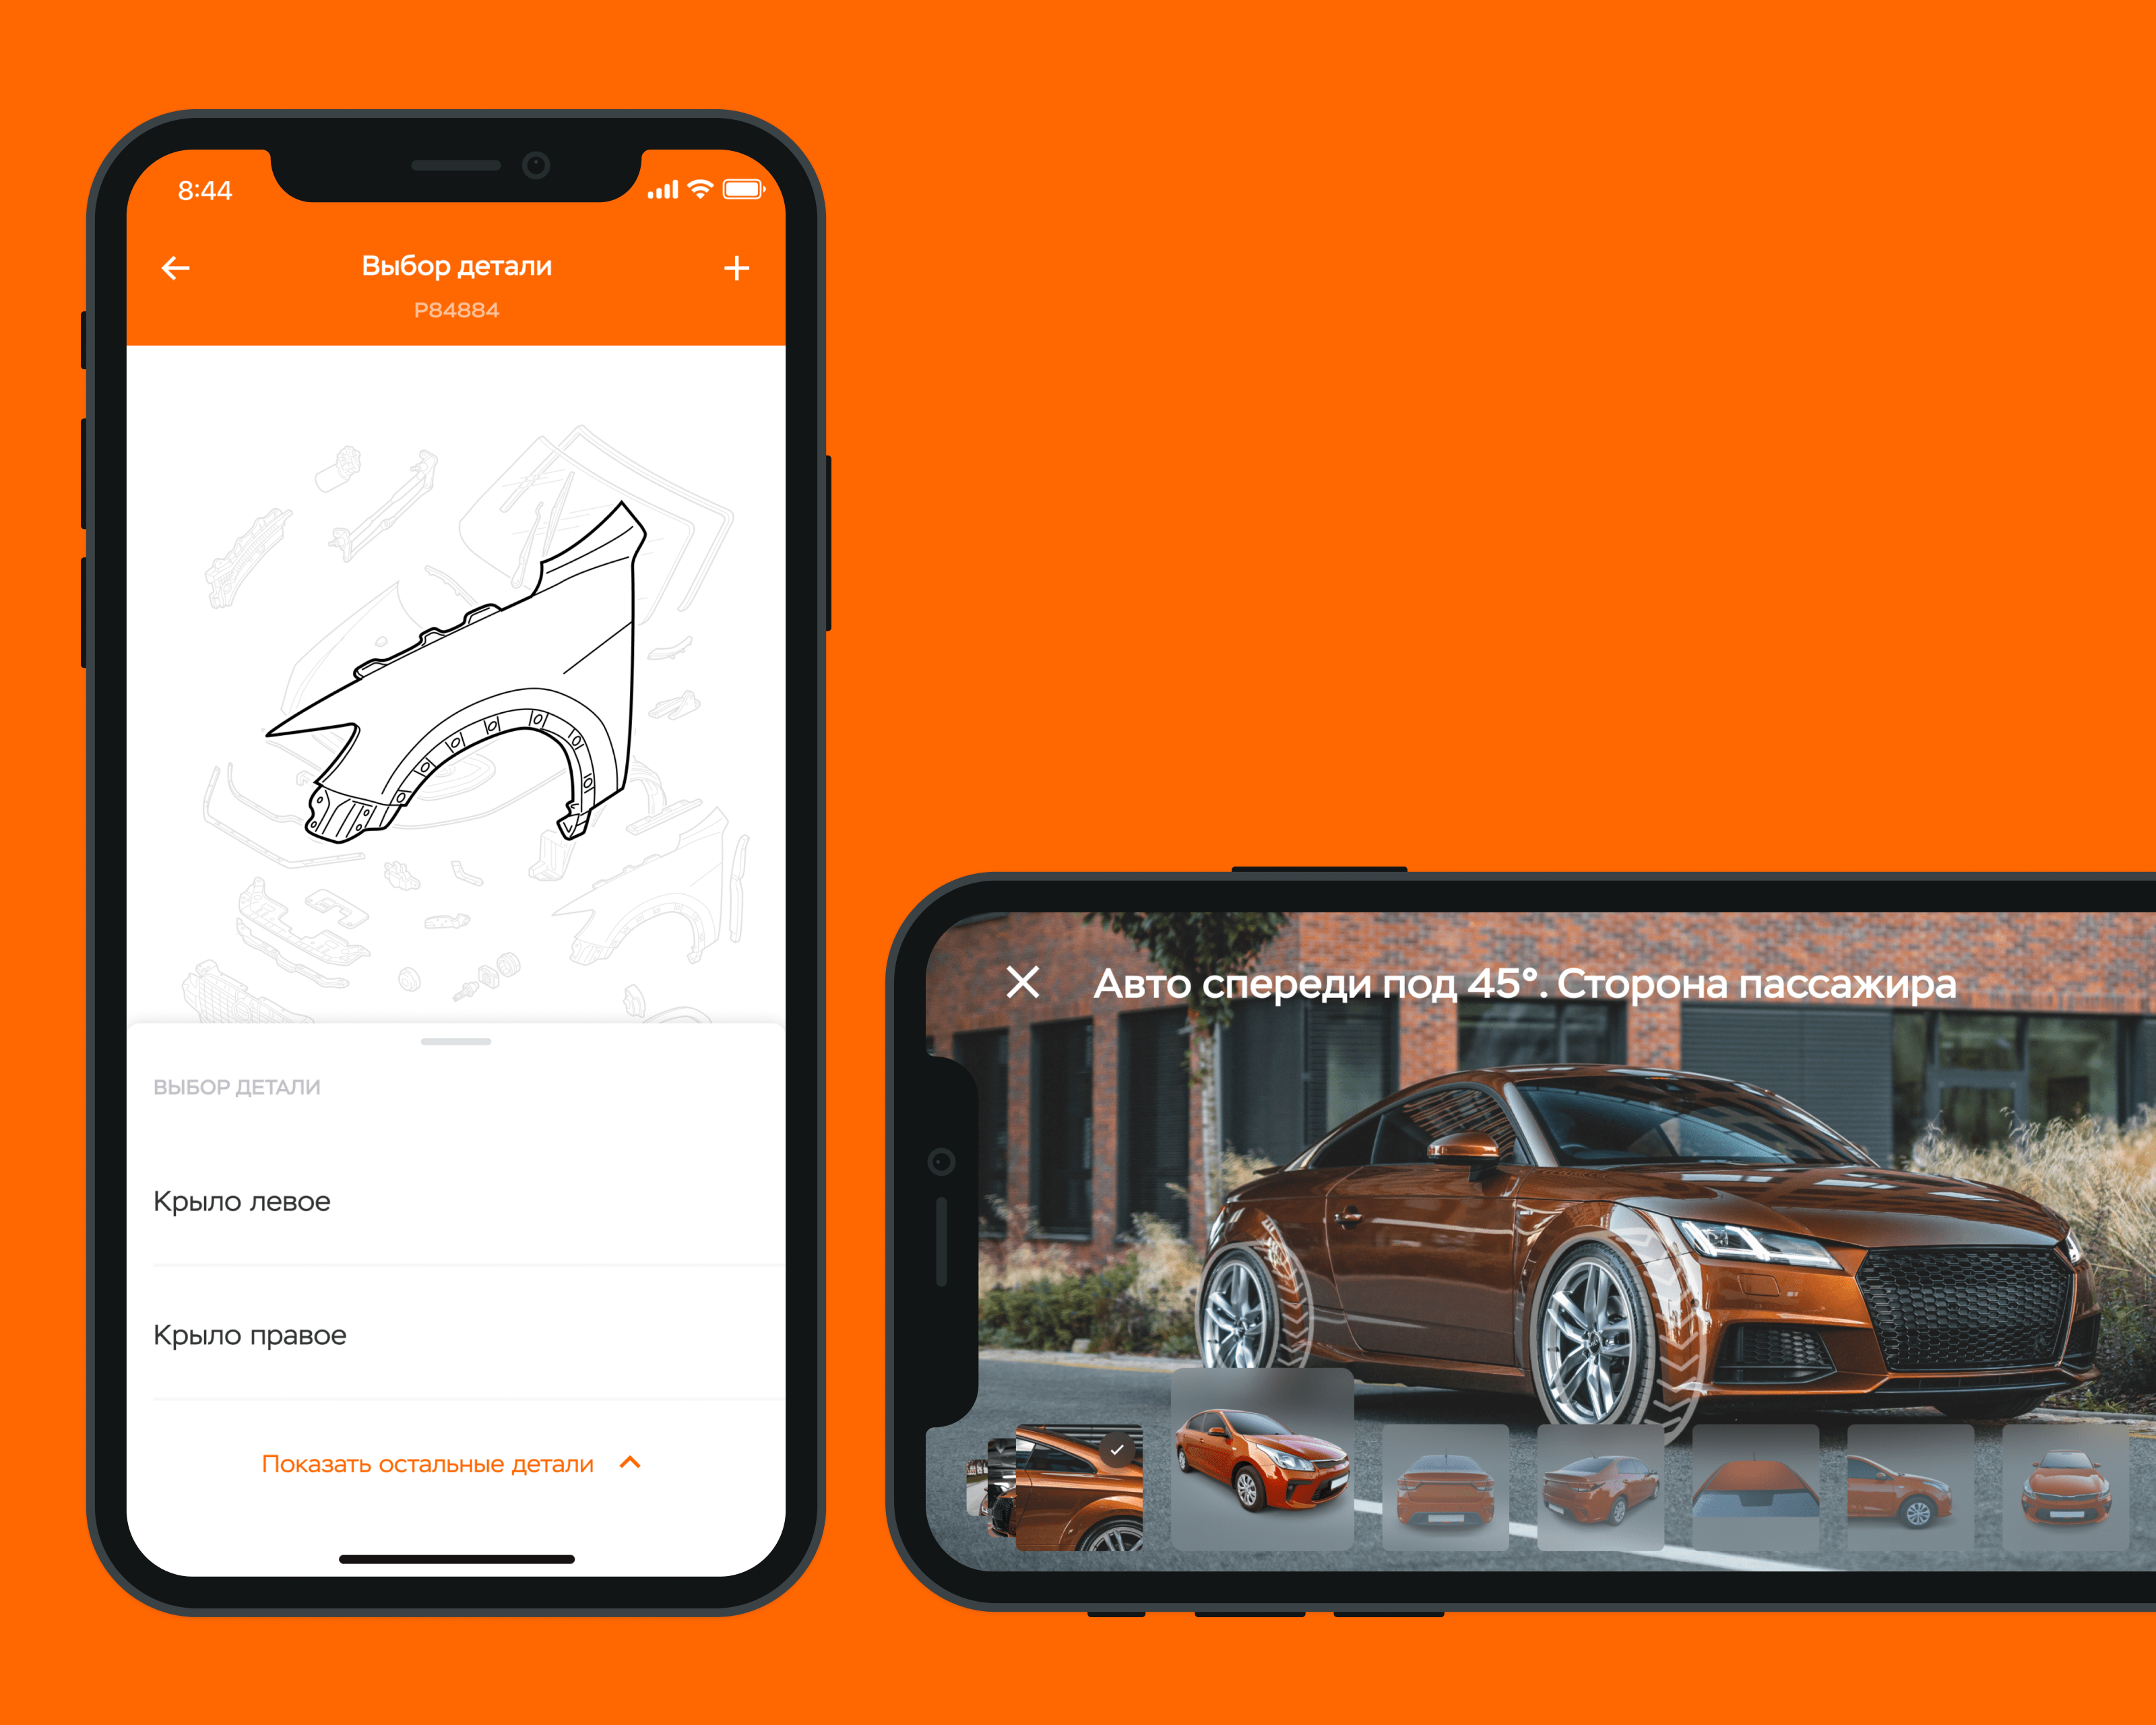 8:44
Выбор детали
P84884
ВЫБОР ДЕТАЛИ
Крыло левое
Крыло правое
Показать остальные детали
Авто спереди под 45°. Сторона пассажира